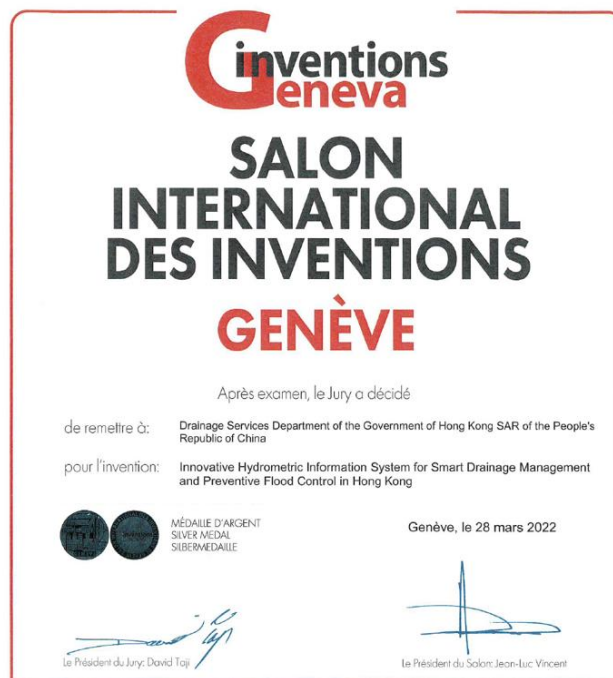 inventions
Geneva
SALON
INTERNATIONAL
DES INVENTIONS
GENÈVE
Après examen, le Jury a décidé
de remettre à: Drainage Services Department of the Government of Hong Kong SAR of the People's
Republic of China
pour l'invention: Innovative Hydrometric Information System for Smart Drainage Management
and Preventive Flood Control in Hong Kong
MÉDAILLE D'ARGENT
SILVER MEDAL
SILBERMEDAILLE
Genève, le 28 mars 2022
Le Président du Jury: David Taji
Le Président du Salon: Jean-Luc Vincent